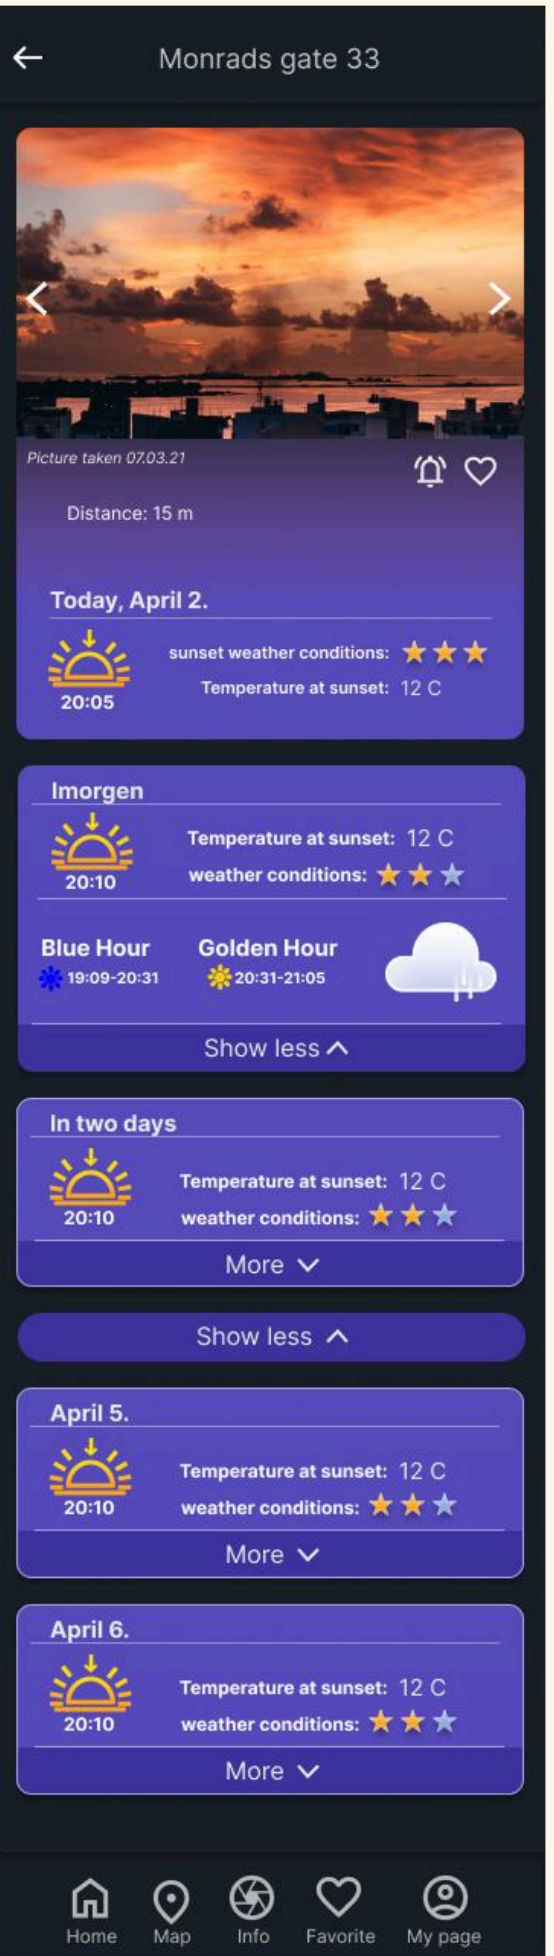 Monrads gate 33
Picture taken 07.03.21
Distance: 15 m
Today, April 2.
sunset weather conditions:
20:05
Temperature at sunset: 12 C
Imorgen
Temperature at sunset: 12 C
20:10
weather conditions:
Blue Hour
19:09-20:31
Golden Hour
20:31-21:05
Show less
In two days
Temperature at sunset: 12 C
20:10
weather conditions:
More
Show less
April 5.
Temperature at sunset: 12 C
20:10
weather conditions:
More
April 6.
Temperature at sunset: 12 C
20:10
weather conditions:
More
Home
Map
Info
Favorite
My page